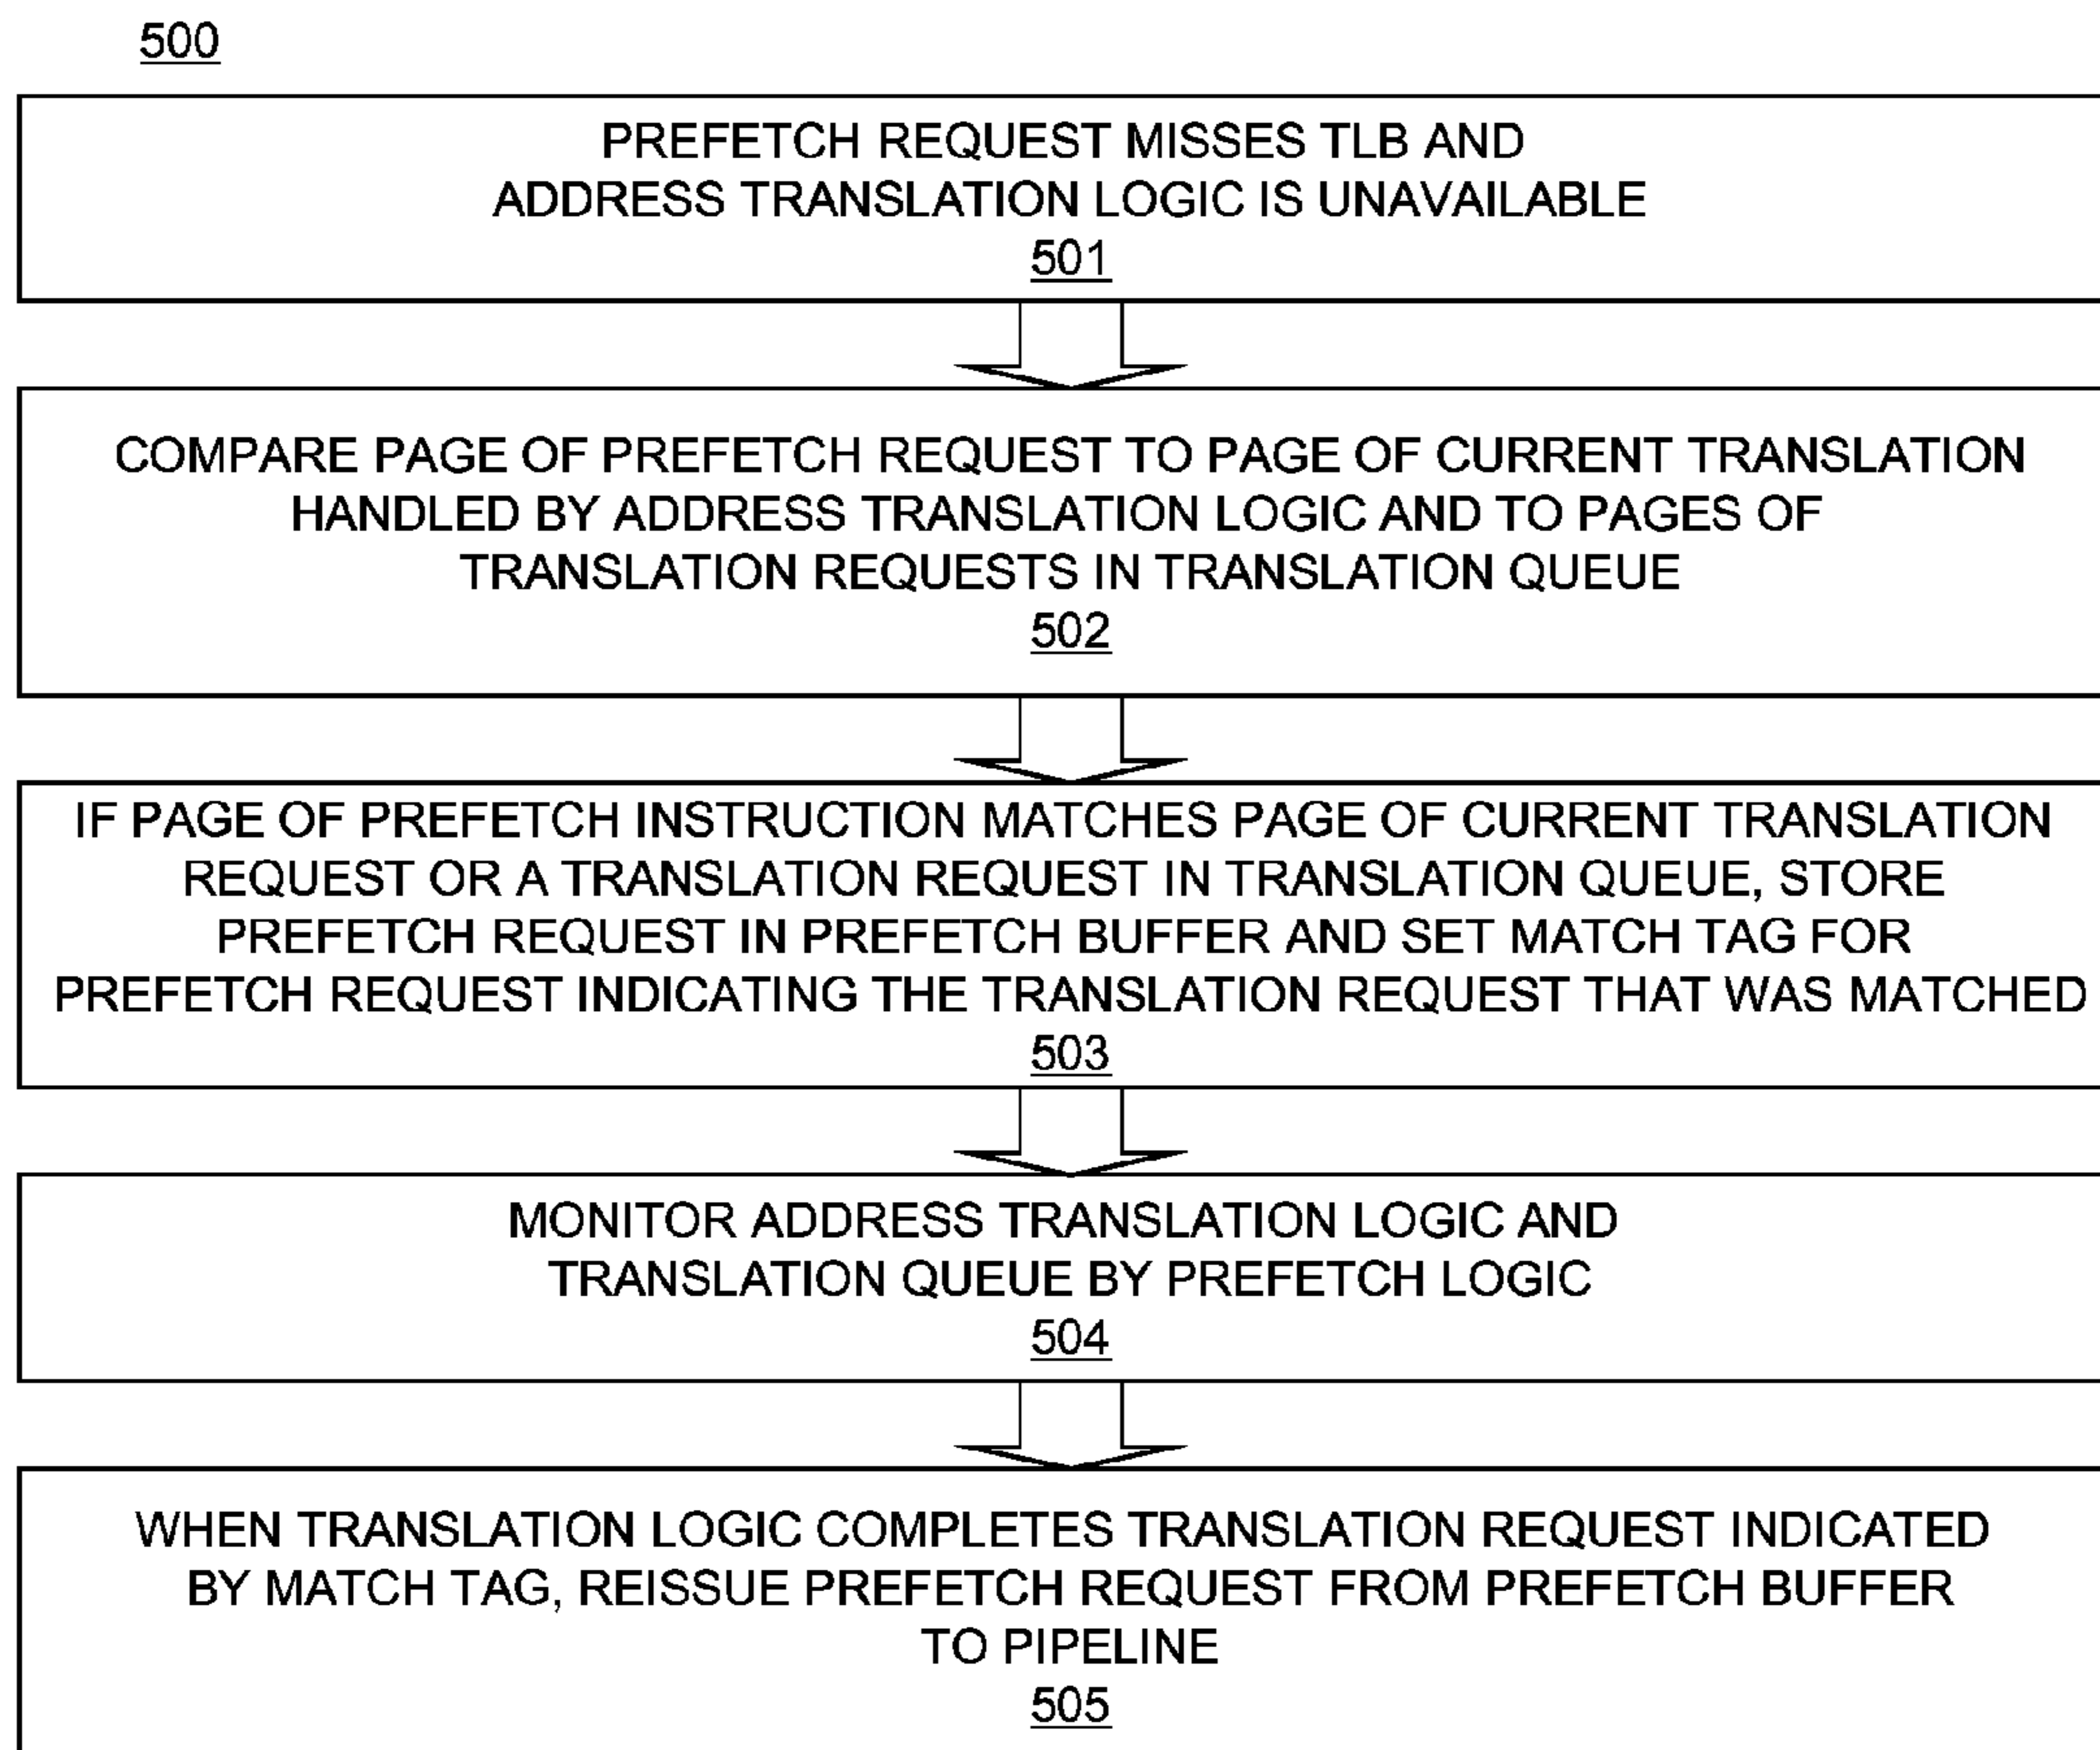 500
PREFETCH REQUEST MISSES TLB AND
ADDRESS TRANSLATION LOGIC IS UNAVAILABLE
501
COMPARE PAGE OF PREFETCH REQUEST TO PAGE OF CURRENT TRANSLATION
HANDLED BY ADDRESS TRANSLATION LOGIC AND TO PAGES OF
TRANSLATION REQUESTS IN TRANSLATION QUEUE
502
IF PAGE OF PREFETCH INSTRUCTION MATCHES PAGE OF CURRENT TRANSLATION
REQUEST OR A TRANSLATION REQUEST IN TRANSLATION QUEUE, STORE
PREFETCH REQUEST IN PREFETCH BUFFER AND SET MATCH TAG FOR
PREFETCH REQUEST INDICATING THE TRANSLATION REQUEST THAT WAS MATCHED
503
MONITOR ADDRESS TRANSLATION LOGIC AND
TRANSLATION QUEUE BY PREFETCH LOGIC
504
WHEN TRANSLATION LOGIC COMPLETES TRANSLATION REQUEST INDICATED
BY MATCH TAG, REISSUE PREFETCH REQUEST FROM PREFETCH BUFFER
TO PIPELINE
505